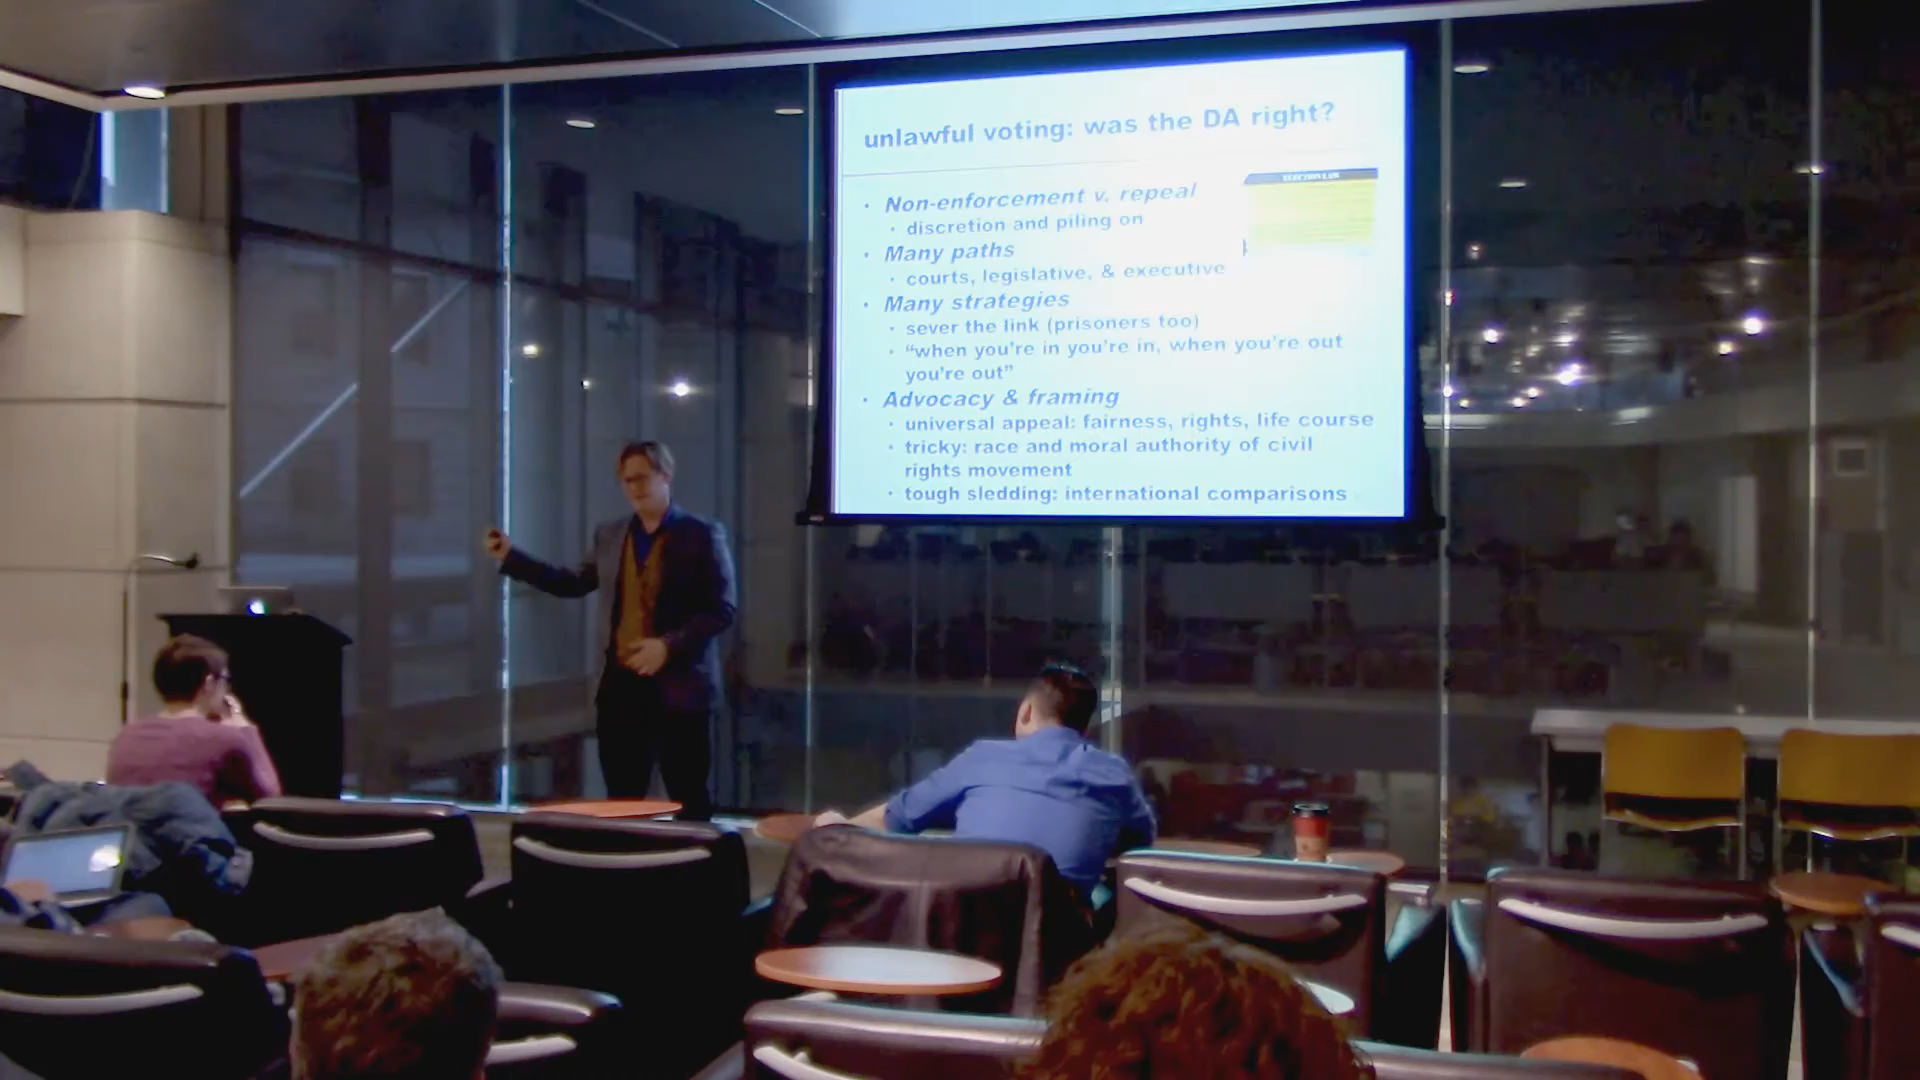 unlawful voting: was the DA right?
ELECTION LAW
• Non-enforcement v. repeal
• discretion and piling on
• Many paths
• courts, legislative, & executive
• Many strategies
• sever the link (prisoners too)
• “when you’re in you’re in, when you’re out
you’re out”
• Advocacy & framing
• universal appeal: fairness, rights, life course
• tricky: race and moral authority of civil
rights movement
• tough sledding: international comparisons